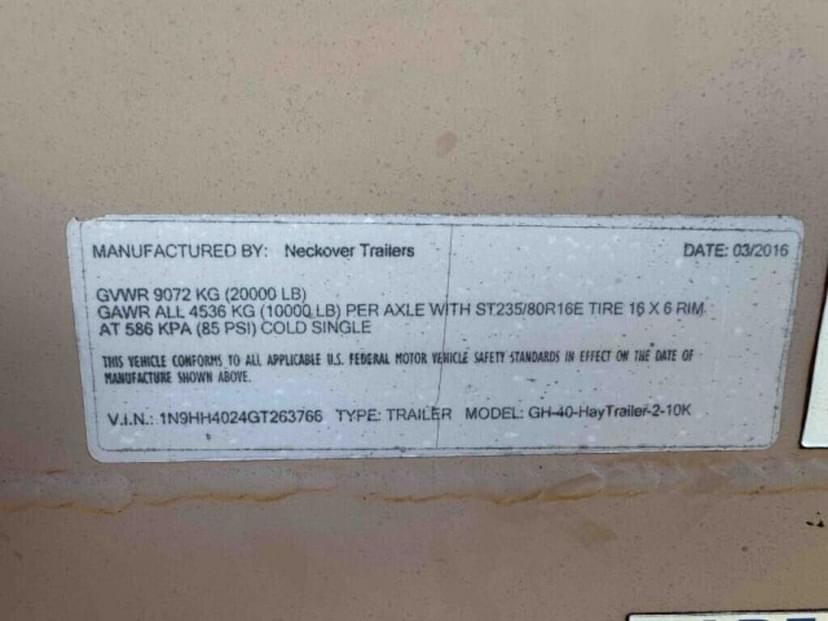 MANUFACTURED BY: Neckover Trailers DATE: 03/2016
GVWR 9072 KG (20000 LB)
GAWR ALL 4536 KG (10000 LB) PER AXLE WITH ST235/80R16E TIRE 16 X 6 RIM
AT 586 KPA (85 PSI) COLD SINGLE
THIS VEHICLE CONFORMS TO ALL APPLICABLE U.S. FEDERAL MOTOR VEHICLE SAFETY STANDARDS IN EFFECT ON THE DATE OF
MANUFACTURE SHOWN ABOVE.
V.I.N.: 1N9HH4024GT263766 TYPE: TRAILER MODEL: GH-40-HayTrailer-2-10K